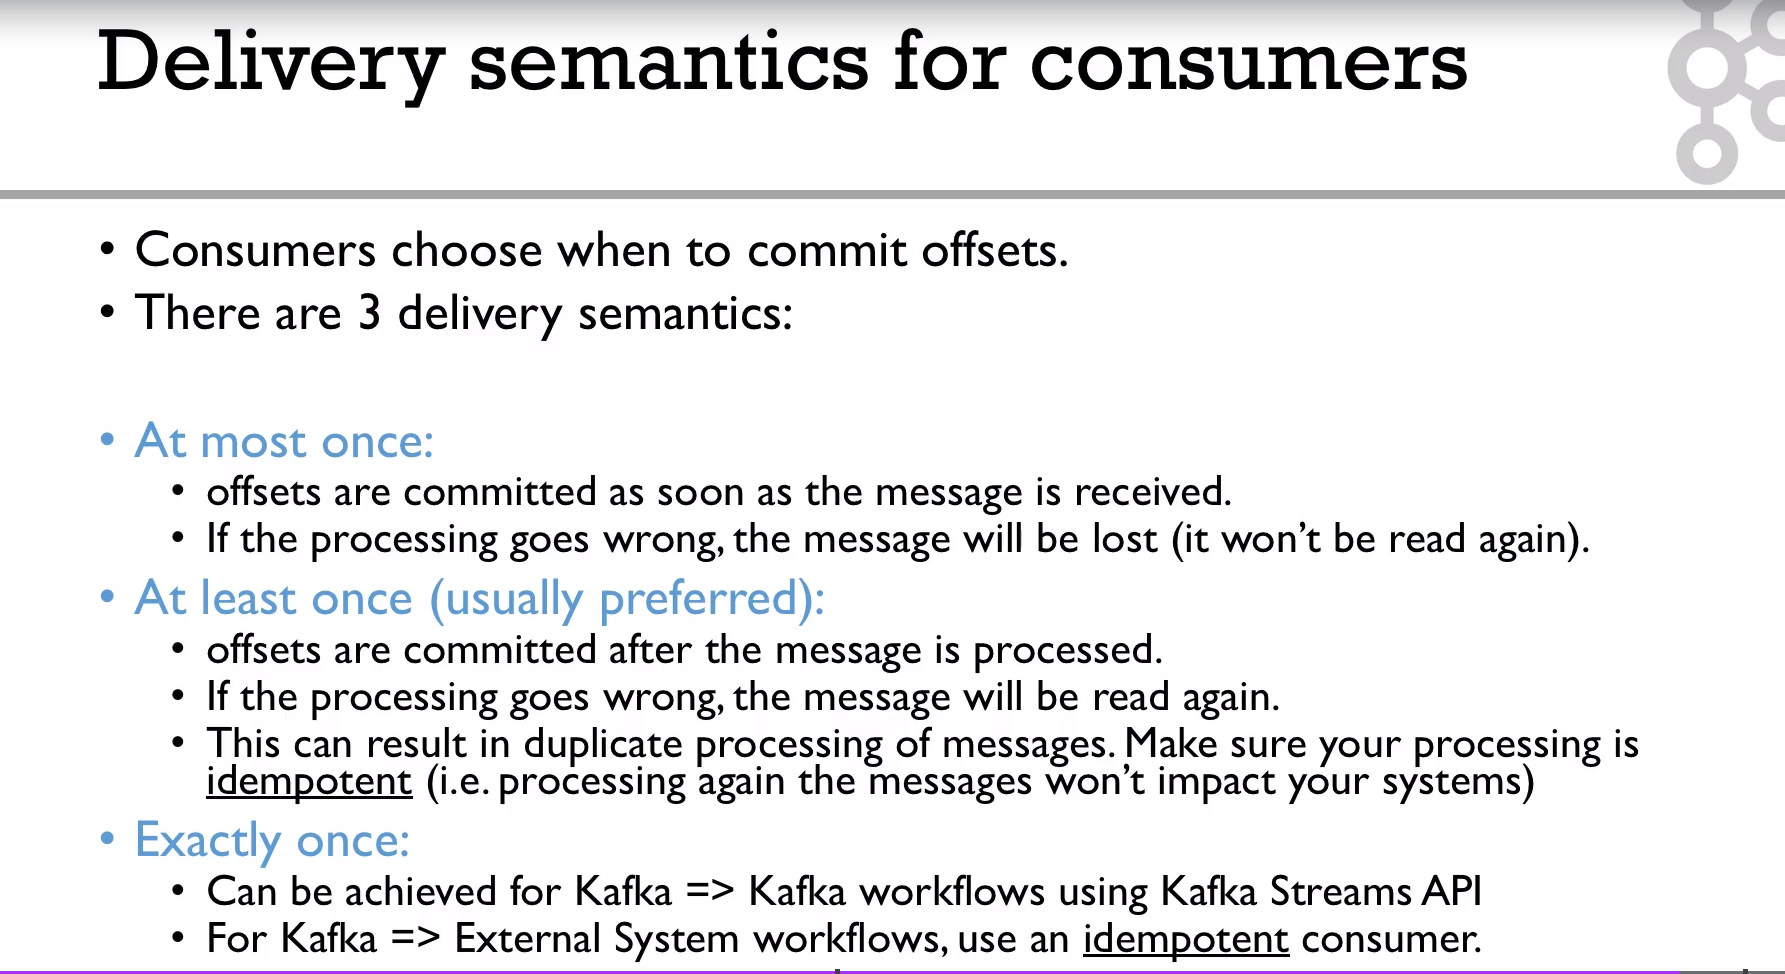 Delivery semantics for consumers
• Consumers choose when to commit offsets.
• There are 3 delivery semantics:
• At most once:
• offsets are committed as soon as the message is received.
• If the processing goes wrong, the message will be lost (it won’t be read again).
• At least once (usually preferred):
• offsets are committed after the message is processed.
• If the processing goes wrong, the message will be read again.
• This can result in duplicate processing of messages. Make sure your processing is
idempotent (i.e. processing again the messages won’t impact your systems)
• Exactly once:
• Can be achieved for Kafka => Kafka workflows using Kafka Streams API
• For Kafka => External System workflows, use an idempotent consumer.